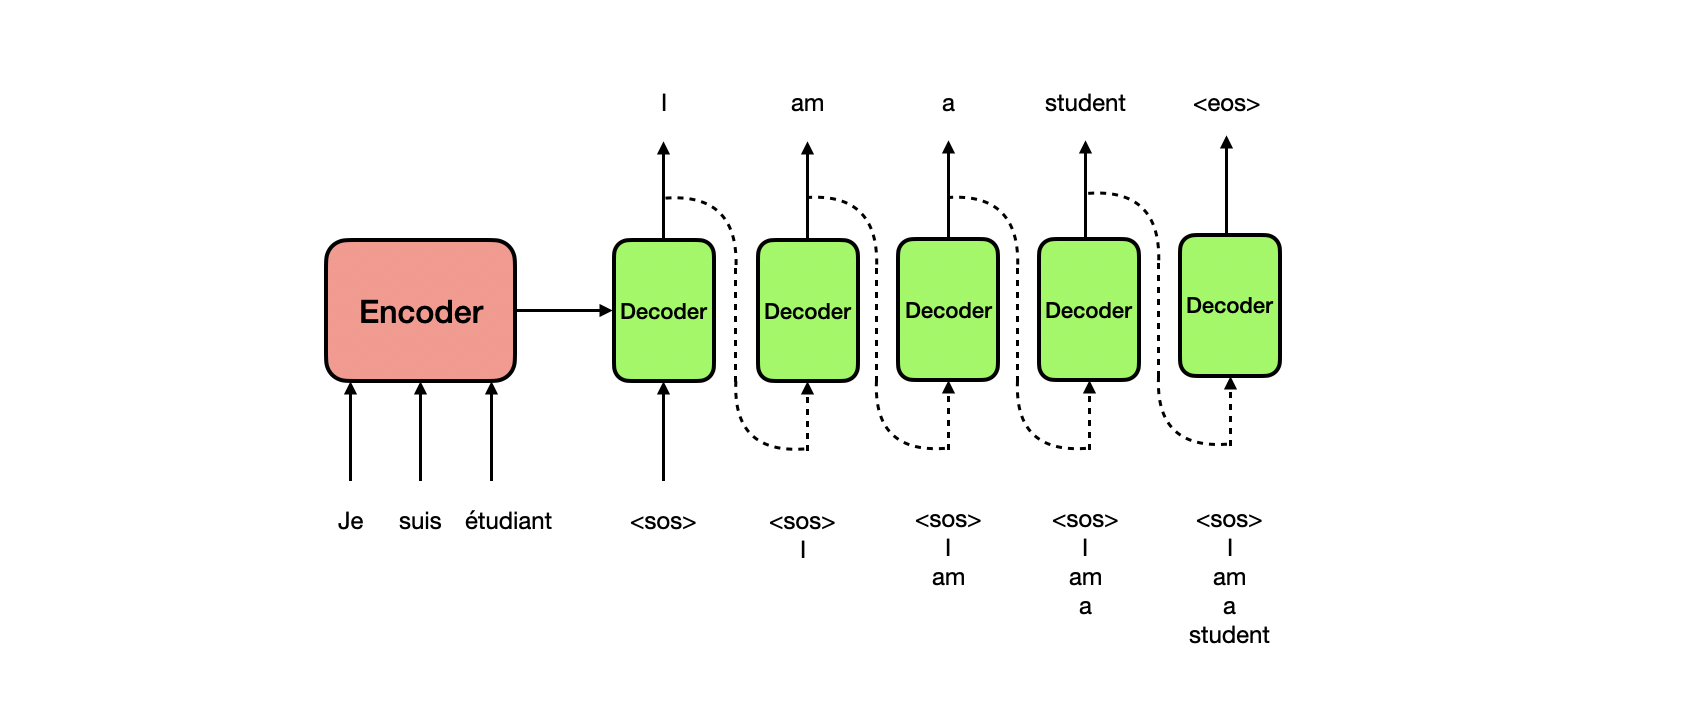 I am a student <eos>
Encoder Decoder Decoder Decoder Decoder Decoder
Je suis étudiant <sos> <sos> <sos> <sos> <sos>
I I I I
am am am
a a
student